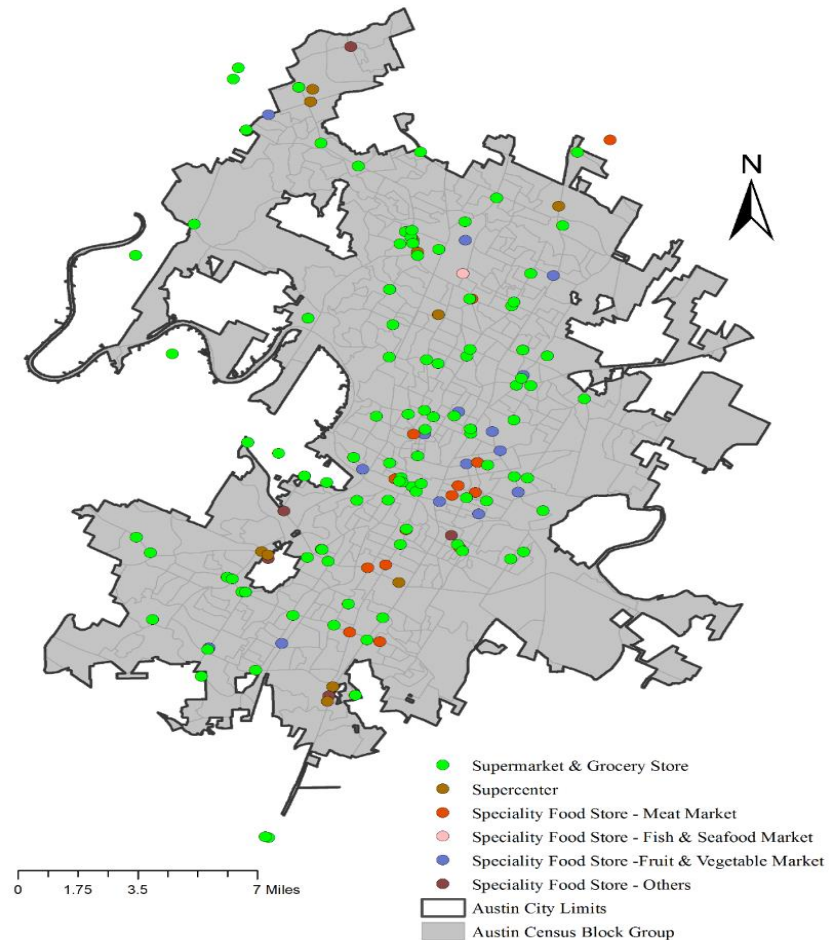 N
Supermarket & Grocery Store
Supercenter
Speciality Food Store - Meat Market
Speciality Food Store - Fish & Seafood Market
Speciality Food Store -Fruit & Vegetable Market
Speciality Food Store - Others
Austin City Limits
Austin Census Block Group
0 1.75 3.5 7 Miles